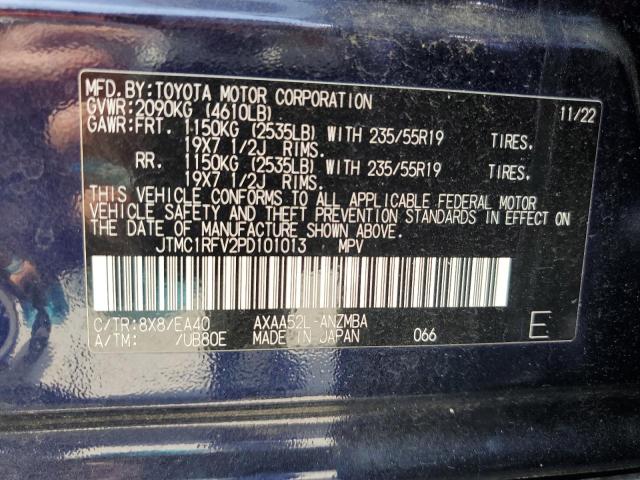 MFD.BY:TOYOTA MOTOR CORPORATION 11/22
GVWR:2090KG (4610LB)
GAWR:FRT. 1150KG (2535LB) WITH 235/55R19 TIRES.
19X7 1/2J RIMS.
RR. 1150KG (2535LB) WITH 235/55R19 TIRES.
19X7 1/2J RIMS.
THIS VEHICLE CONFORMS TO ALL APPLICABLE FEDERAL MOTOR
VEHICLE SAFETY AND THEFT PREVENTION STANDARDS IN EFFECT ON
THE DATE OF MANUFACTURE SHOWN ABOVE.
JTMC1RFV2PD101013 MPV
C/TR:8X8/EA40 AXAA52L-ANZMBA E
A/TM: /UB80E MADE IN JAPAN 066